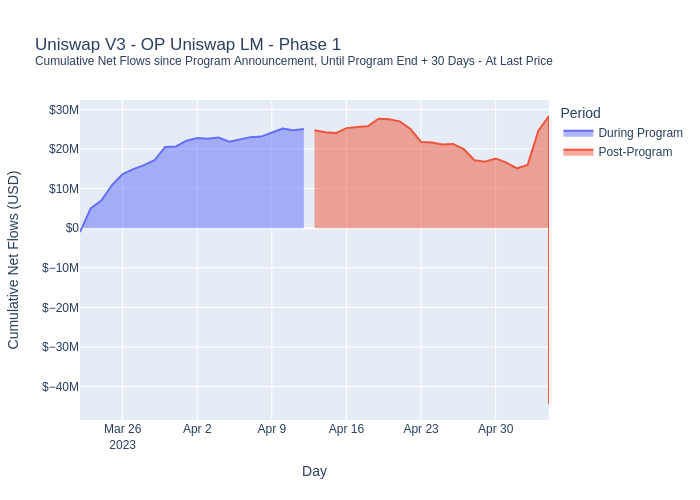 Uniswap V3 - OP Uniswap LM - Phase 1
Cumulative Net Flows since Program Announcement, Until Program End + 30 Days - At Last Price
Period
During Program
Post-Program
Cumulative Net Flows (USD)
$30M
$20M
$10M
$0
$−10M
$−20M
$−30M
$−40M
Mar 26
2023
Apr 2
Apr 9
Apr 16
Apr 23
Apr 30
Day